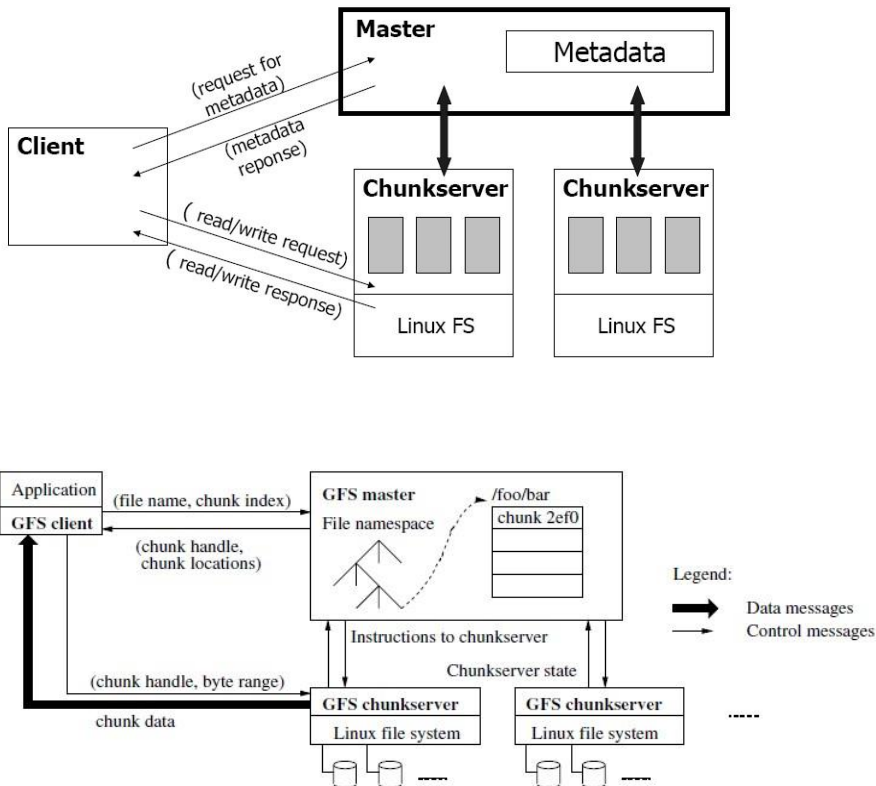 Master
Metadata
(request for
metadata)
(metadata
reponse)
Client
Chunkserver
Chunkserver
( read/write request)
( read/write response)
Linux FS
Linux FS
Application
GFS client
(file name, chunk index)
(chunk handle,
chunk locations)
GFS master
File namespace
/foo/bar
chunk 2ef0
Legend:
Data messages
Control messages
Instructions to chunkserver
Chunkserver state
(chunk handle, byte range)
chunk data
GFS chunkserver
Linux file system
GFS chunkserver
Linux file system